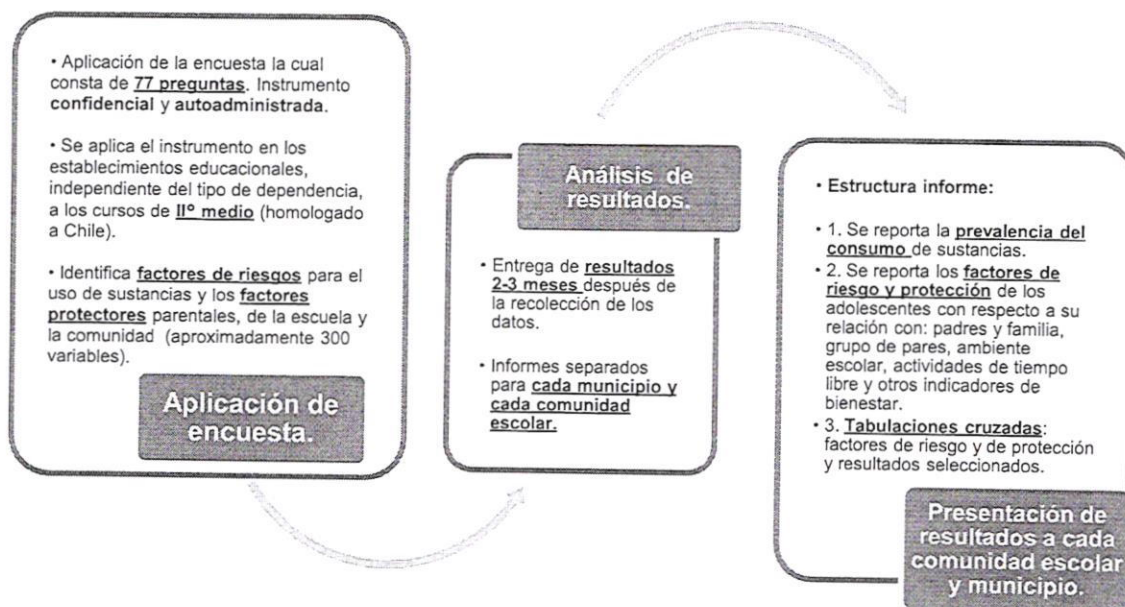 • Aplicación de la encuesta la cual
consta de 77 preguntas. Instrumento
confidencial y autoadministrada.
• Se aplica el instrumento en los
establecimientos educacionales,
independiente del tipo de dependencia,
a los cursos de IIº medio (homologado
a Chile).
• Identifica factores de riesgos para el
uso de sustancias y los factores
protectores parentales, de la escuela y
la comunidad (aproximadamente 300
variables).
Aplicación de
encuesta.
Análisis de
resultados.
• Entrega de resultados
2-3 meses después de
la recolección de los
datos.
• Informes separados
para cada municipio y
cada comunidad
escolar.
• Estructura informe:
• 1. Se reporta la prevalencia del
consumo de sustancias.
• 2. Se reporta los factores de
riesgo y protección de los
adolescentes con respecto a su
relación con: padres y familia,
grupo de pares, ambiente
escolar, actividades de tiempo
libre y otros indicadores de
bienestar.
• 3. Tabulaciones cruzadas:
factores de riesgo y de protección
y resultados seleccionados.
Presentación de
resultados a cada
comunidad escolar
y municipio.